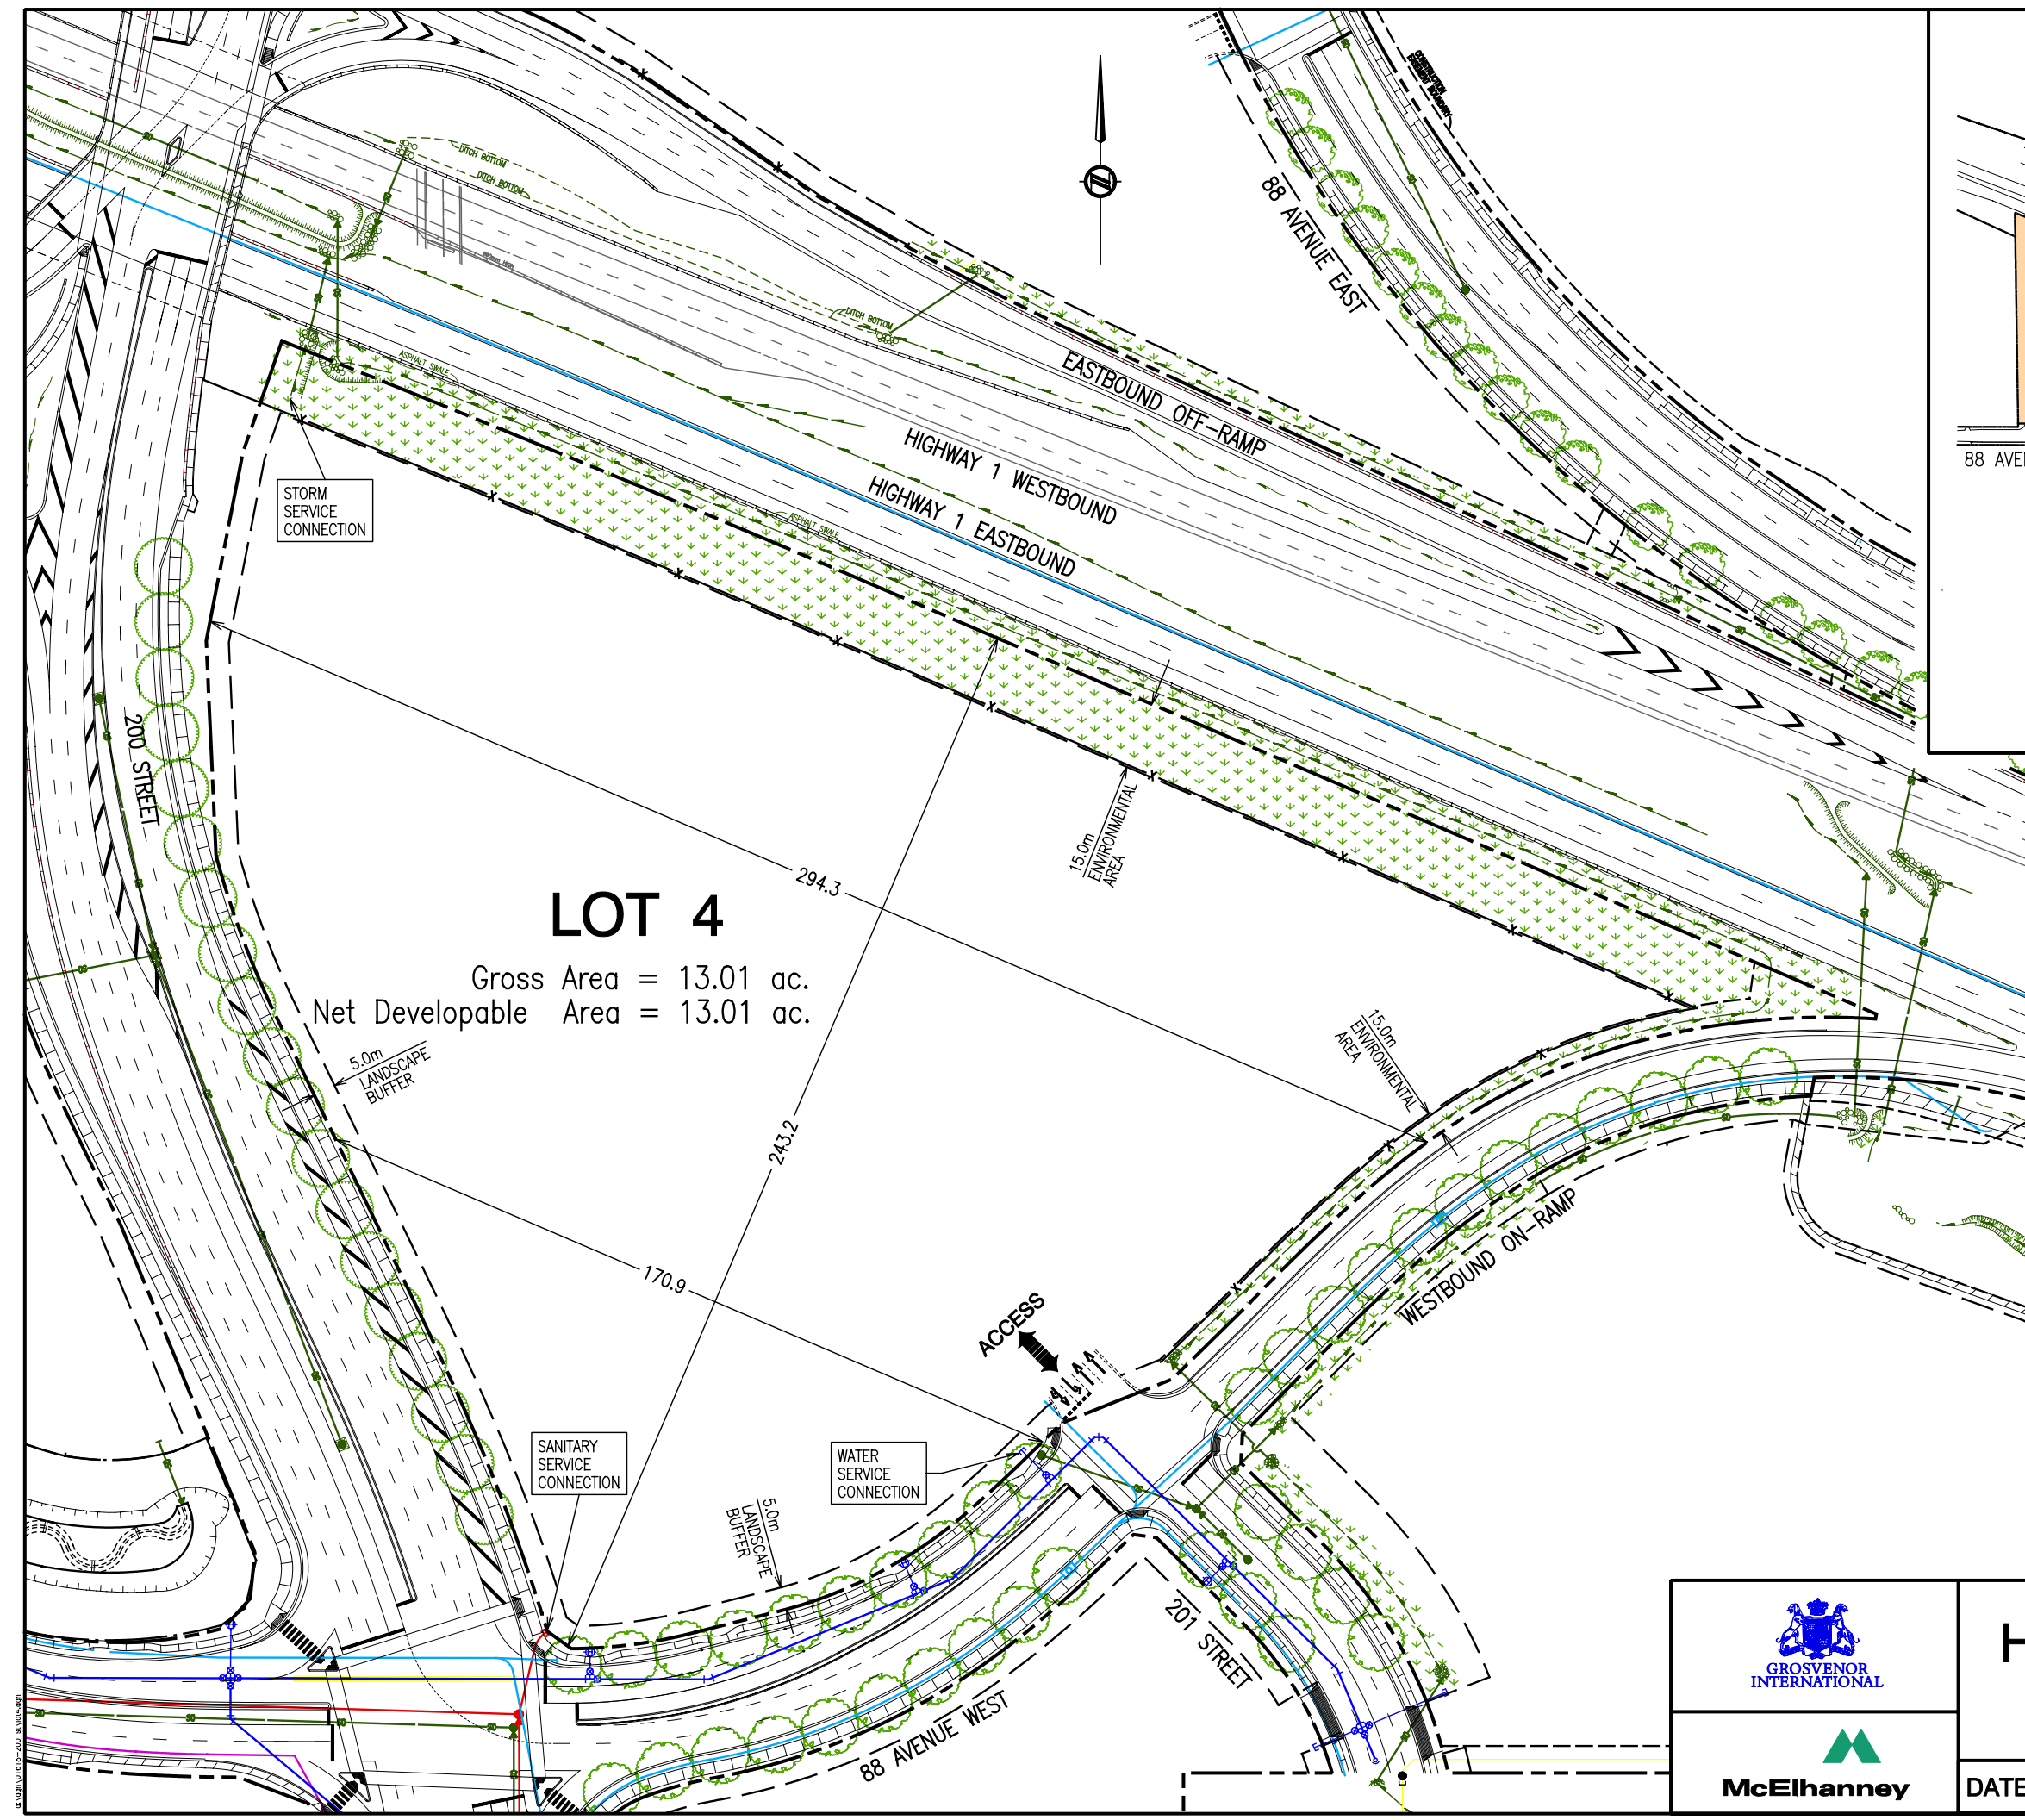 CONSTRUCTION
EASEMENT BOUNDARY
DITCH BOTTOM
DITCH BOTTOM
88 AVENUE EAST
DITCH BOTTOM
ASPHALT SWALE
EASTBOUND OFF-RAMP
HIGHWAY 1 WESTBOUND
HIGHWAY 1 EASTBOUND
88 AVE
STORM
SERVICE
CONNECTION
ASPHALT SWALE
200 STREET
15.0m
ENVIRONMENTAL
AREA
294.3
LOT 4
Gross Area = 13.01 ac.
Net Developable Area = 13.01 ac.
5.0m
LANDSCAPE
BUFFER
15.0m
ENVIRONMENTAL
AREA
243.2
170.9
WESTBOUND ON-RAMP
ACCESS
SANITARY
SERVICE
CONNECTION
WATER
SERVICE
CONNECTION
5.0m
LANDSCAPE
BUFFER
201 STREET
88 AVENUE WEST
GROSVENOR
INTERNATIONAL
H
McElhanney
DATE